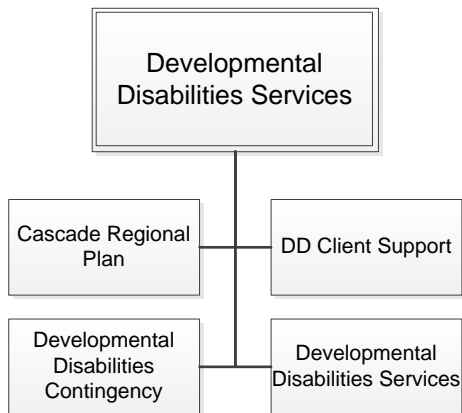 Developmental
Disabilities Services
Cascade Regional
Plan
DD Client Support
Developmental
Disabilities
Contingency
Developmental
Disabilities Services